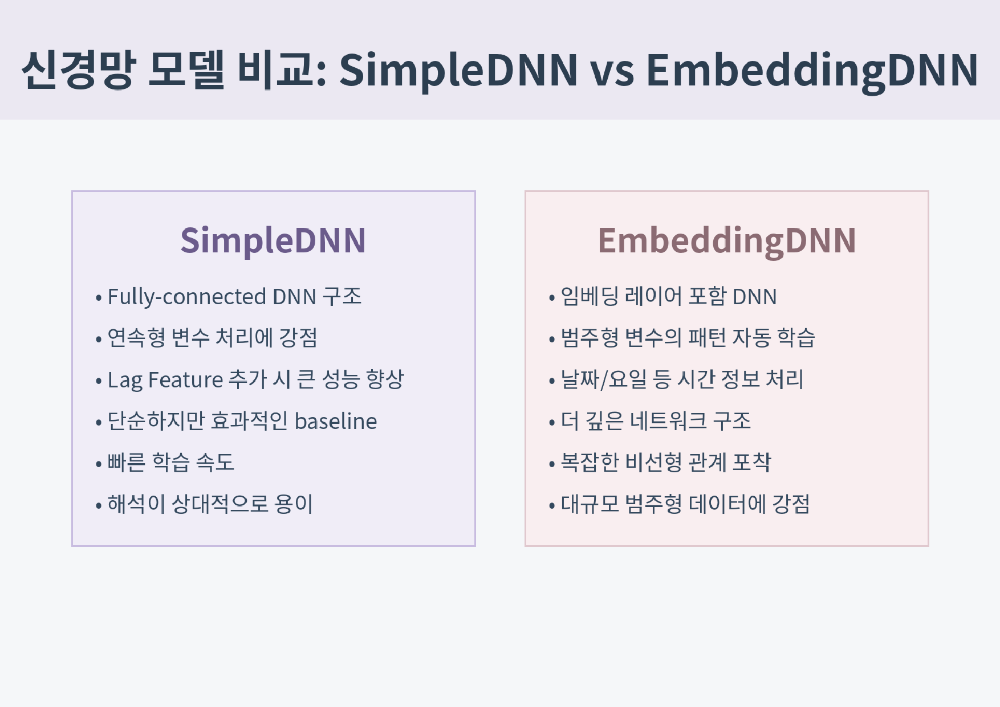 신경망 모델 비교: SimpleDNN vs EmbeddingDNN
SimpleDNN
• Fully-connected DNN 구조
• 연속형 변수 처리에 강점
• Lag Feature 추가 시 큰 성능 향상
• 단순하지만 효과적인 baseline
• 빠른 학습 속도
• 해석이 상대적으로 용이
EmbeddingDNN
• 임베딩 레이어 포함 DNN
• 범주형 변수의 패턴 자동 학습
• 날짜/요일 등 시간 정보 처리
• 더 깊은 네트워크 구조
• 복잡한 비선형 관계 포착
• 대규모 범주형 데이터에 강점